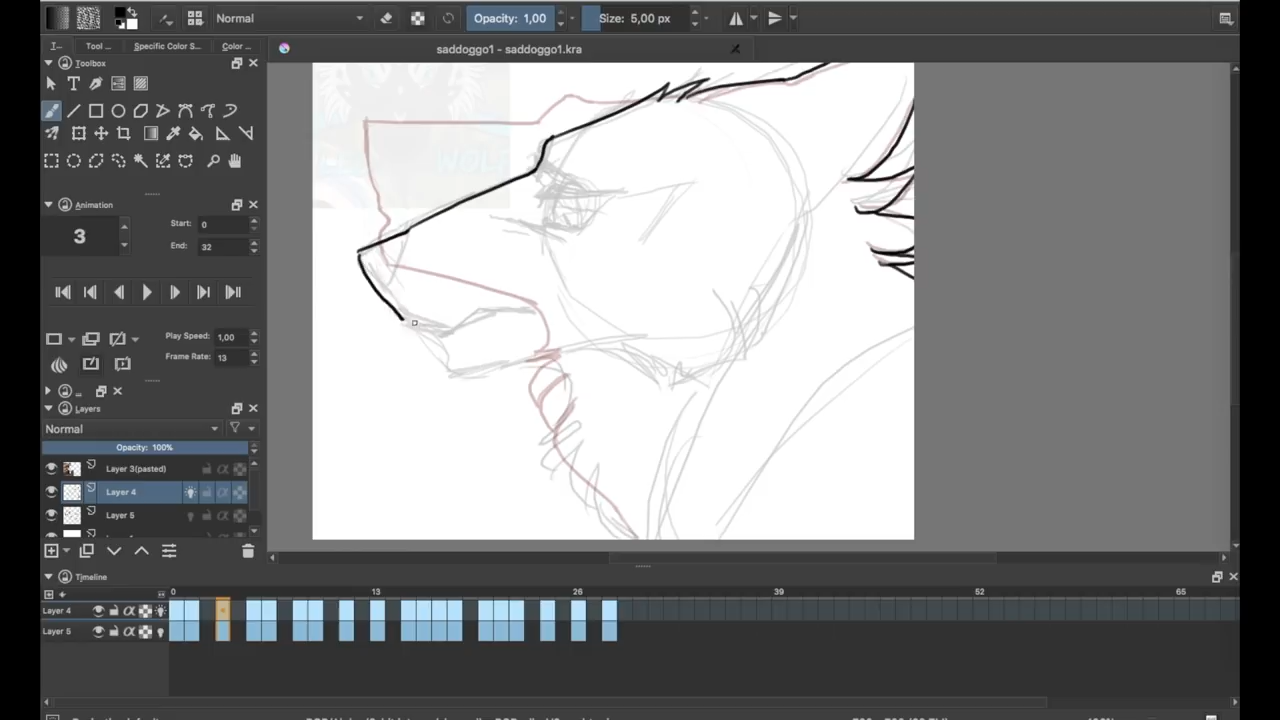 Normal
Opacity: 1,00
Size: 5,00 px
T...
Tool ...
Specific Color S...
Color ...
saddoggo1 - saddoggo1.kra
Toolbox
Animation
3
Start: 0
End: 32
Play Speed: 1,00
Frame Rate: 13
...
Layers
Normal
Opacity: 100%
Layer 3(pasted)
Layer 4
Layer 5
Timeline
0 13 26 39 52 65
Layer 4
Layer 5